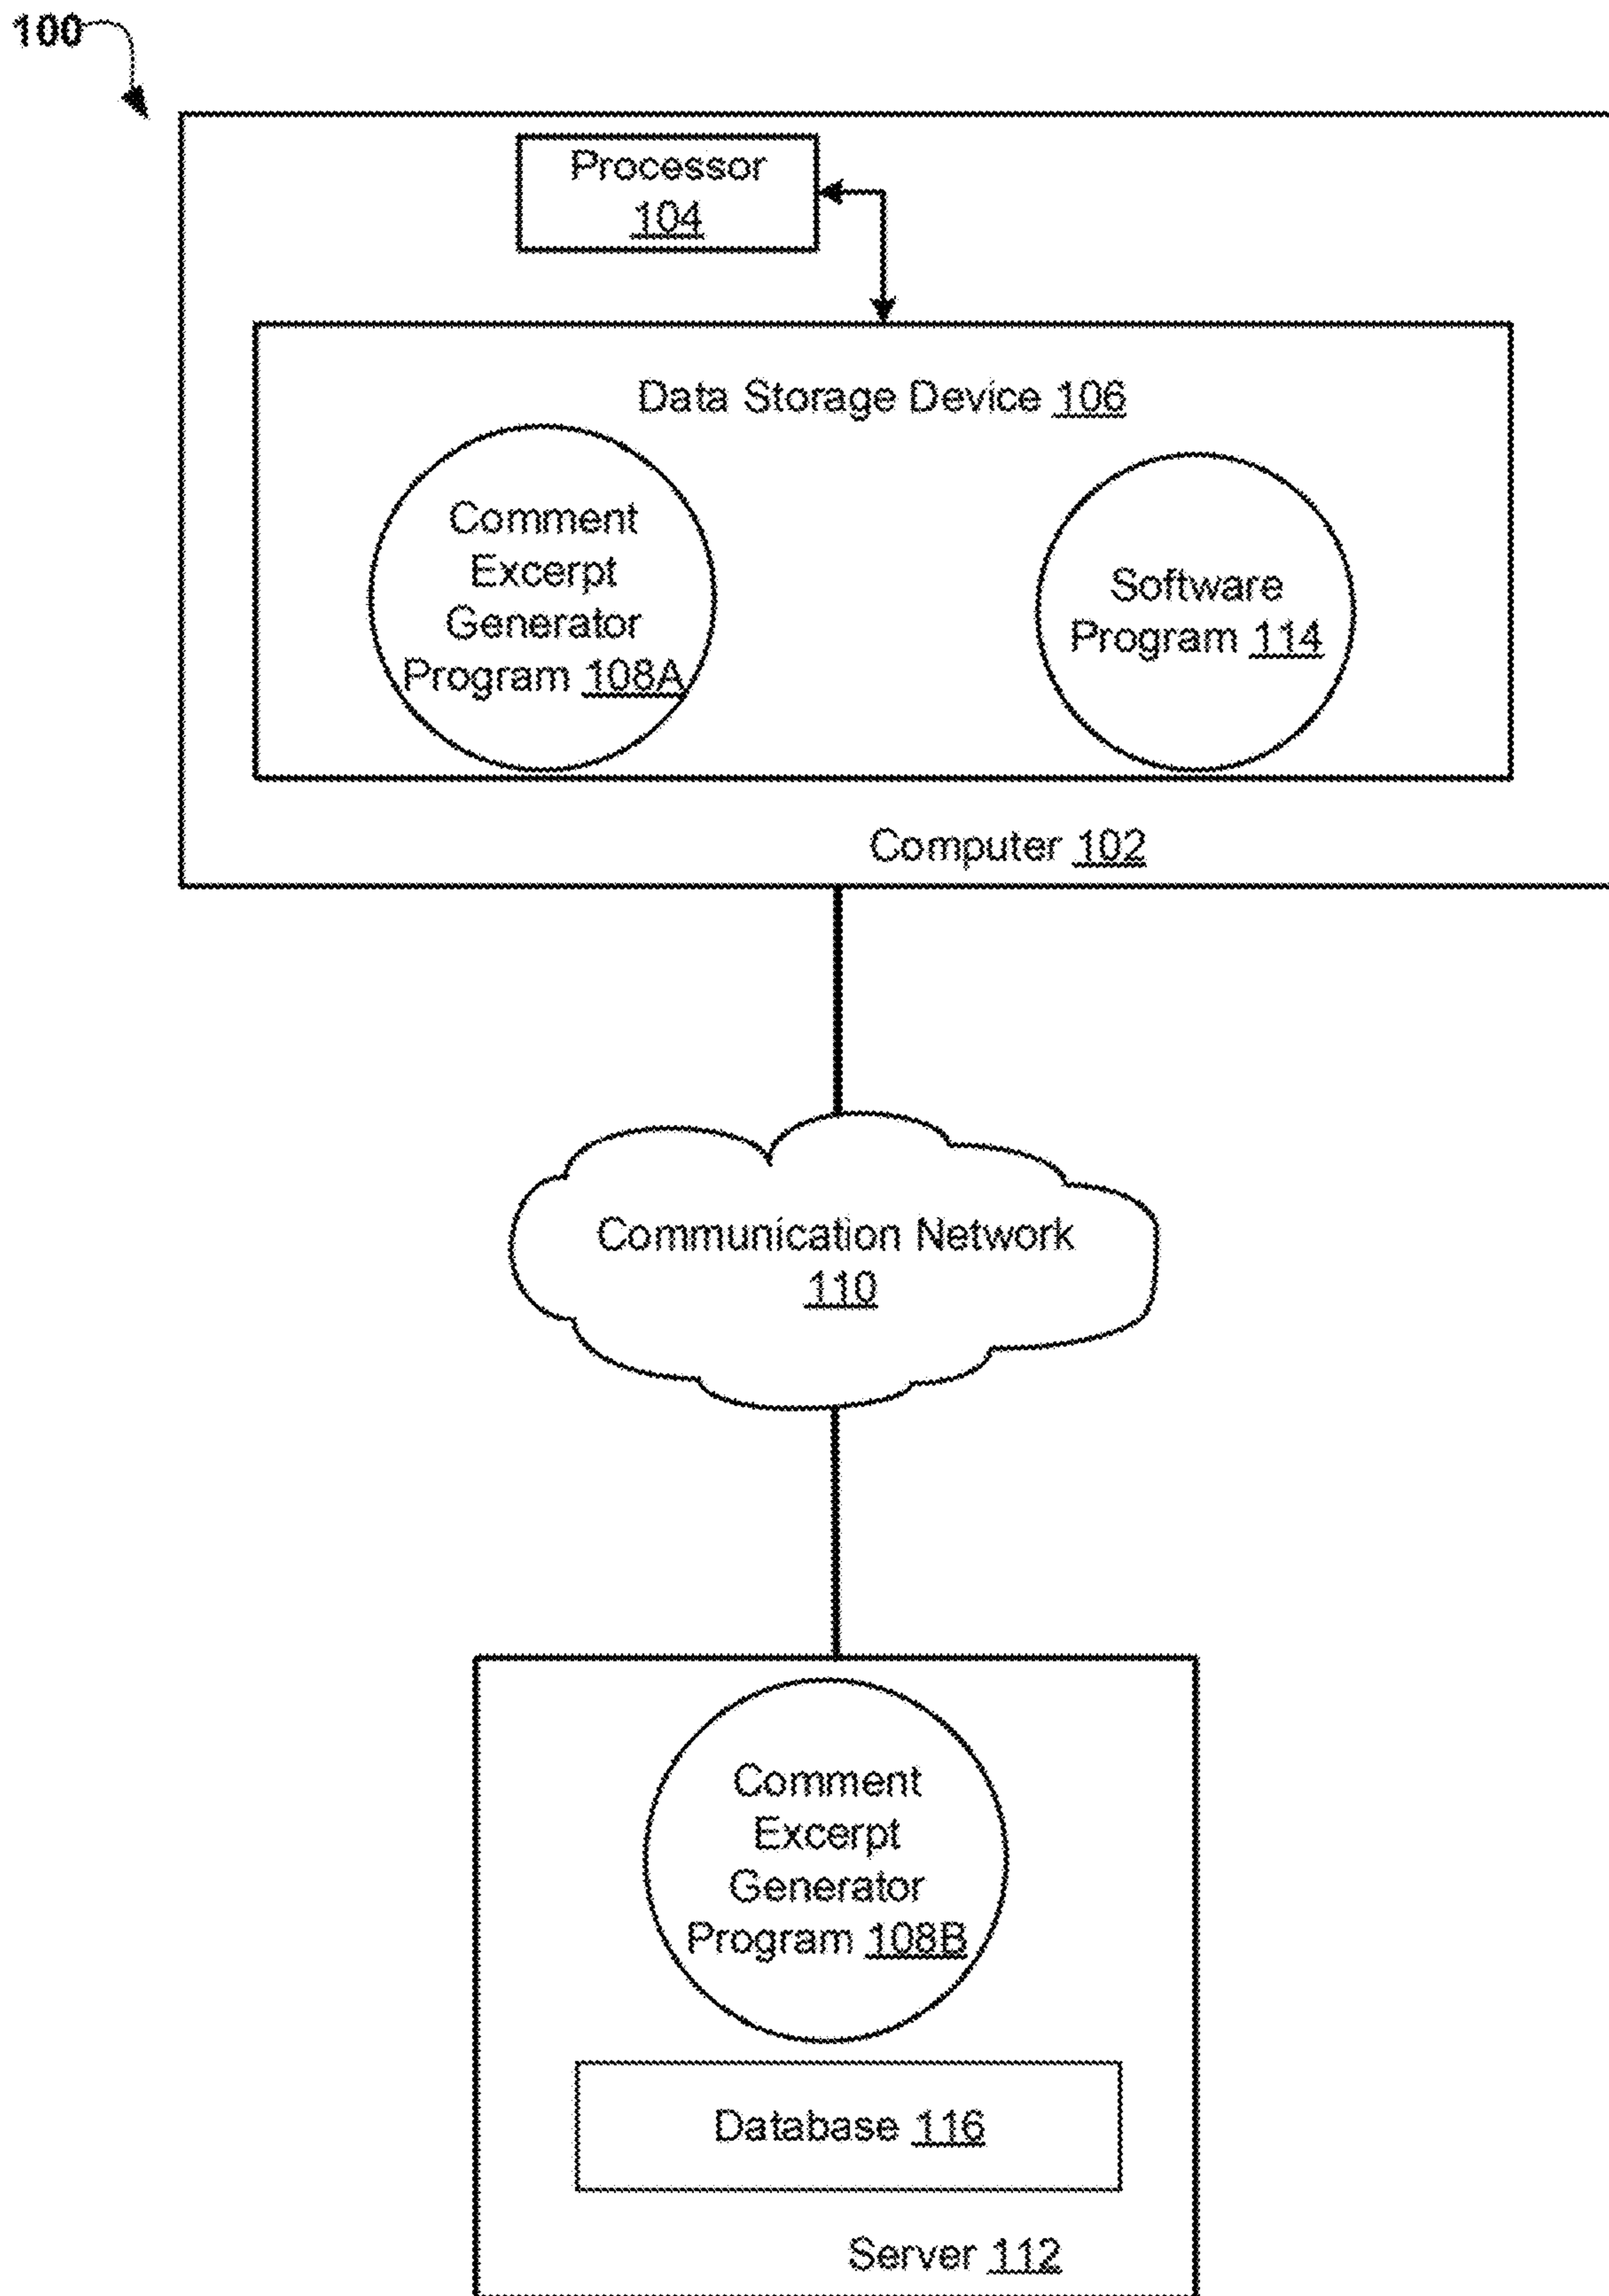 100
Processor
104
Data Storage Device 106
Comment
Excerpt
Generator
Program 108A
Software
Program 114
Computer 102
Communication Network
110
Comment
Excerpt
Generator
Program 108B
Database 116
Server 112